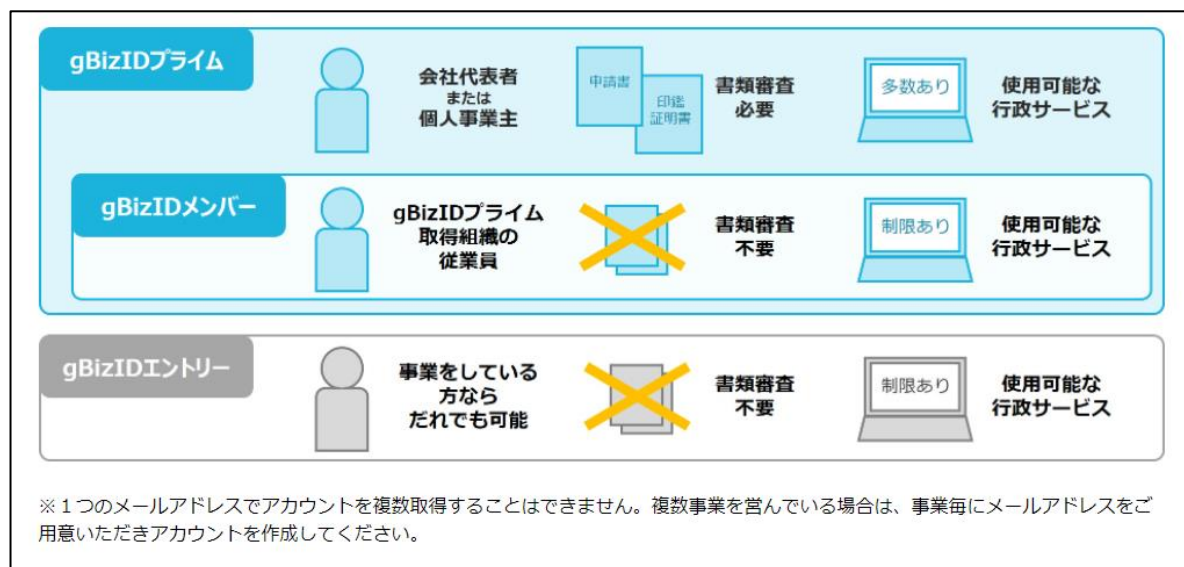 gBizIDプライム
会社代表者
または
個人事業主
申請書
印鑑
証明書
書類審査
必要
多数あり
使用可能な
行政サービス
gBizIDメンバー
gBizIDプライム
取得組織の
従業員
書類審査
不要
制限あり
使用可能な
行政サービス
gBizIDエントリー
事業をしている
方なら
だれでも可能
書類審査
不要
制限あり
使用可能な
行政サービス
※１つのメールアドレスでアカウントを複数取得することはできません。複数事業を営んでいる場合は、事業毎にメールアドレスをご
用意いただきアカウントを作成してください。